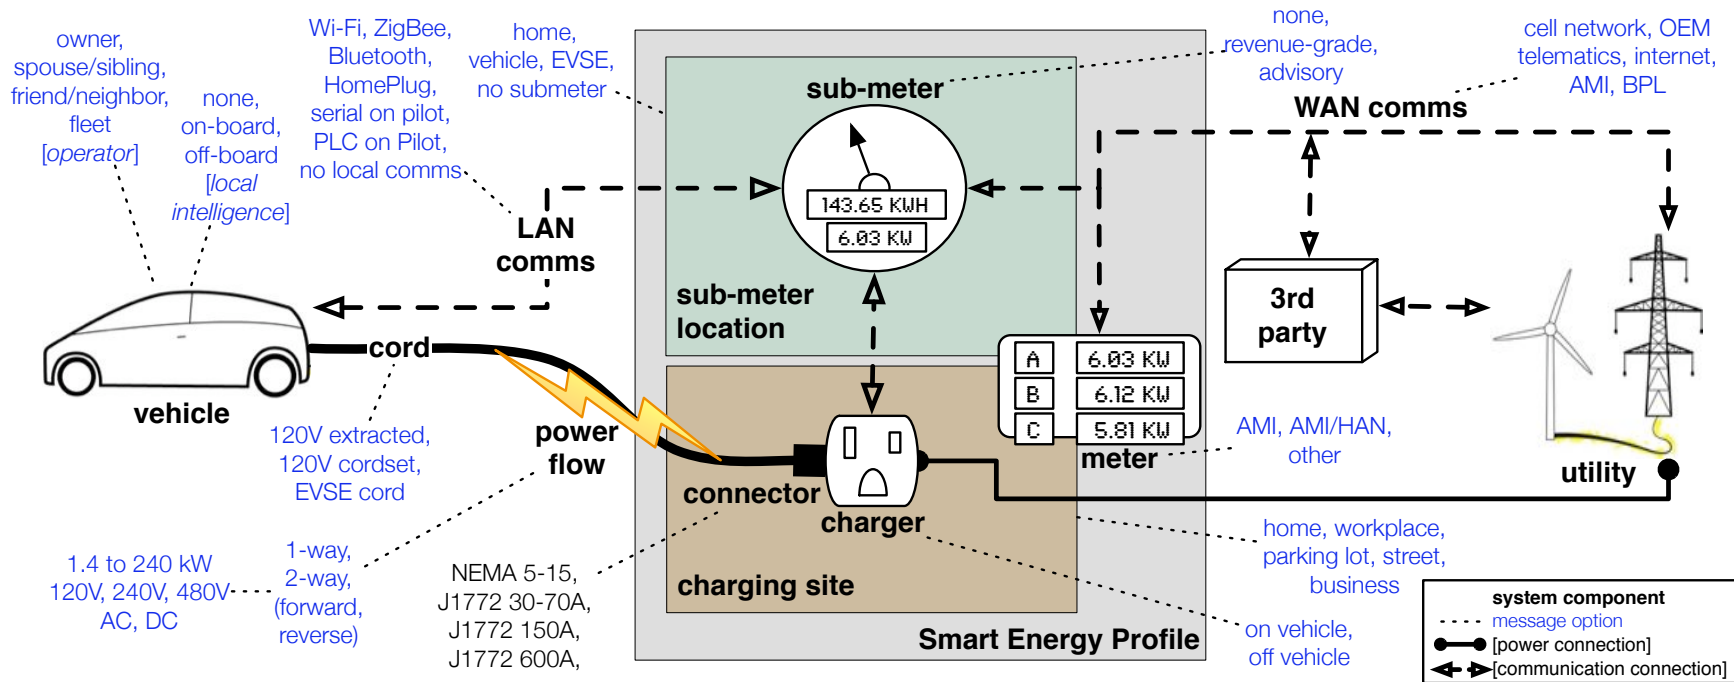 owner,
spouse/sibling,
friend/neighbor,
fleet
[operator]
none,
on-board,
off-board
[local
intelligence]
Wi-Fi, ZigBee,
Bluetooth,
HomePlug,
serial on pilot,
PLC on Pilot,
no local comms
home,
vehicle, EVSE,
no submeter
none,
revenue-grade,
advisory
cell network, OEM
telematics, internet,
AMI, BPL
sub-meter
WAN comms
143.65 KWH
6.03 KW
LAN
comms
sub-meter
location
3rd
party
cord
vehicle
A 6.03 KW
B 6.12 KW
C 5.81 KW
meter
AMI, AMI/HAN,
other
utility
120V extracted,
120V cordset,
EVSE cord
power
flow
connector
charger
1.4 to 240 kW
120V, 240V, 480V
AC, DC
1-way,
2-way,
(forward,
reverse)
NEMA 5-15,
J1772 30-70A,
J1772 150A,
J1772 600A,
charging site
Smart Energy Profile
home, workplace,
parking lot, street,
business
on vehicle,
off vehicle
system component
message option
[power connection]
[communication connection]